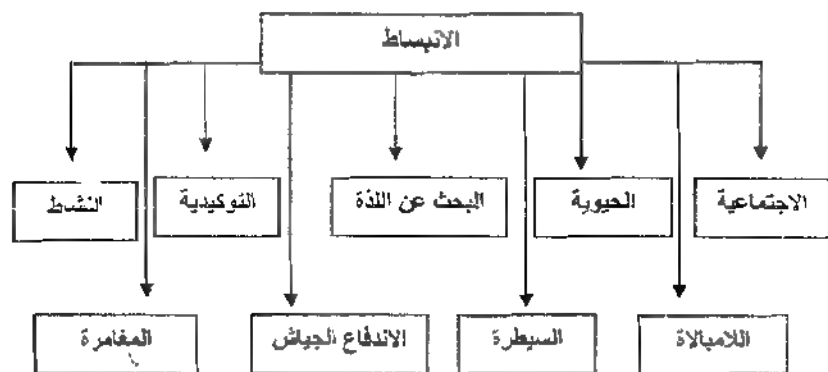 الانبساط
الاجتماعية
الحيوية
البحث عن اللذة
التوكيدية
النشاط
اللامبالاة
السيطرة
الاندفاع الجياش
المغامرة